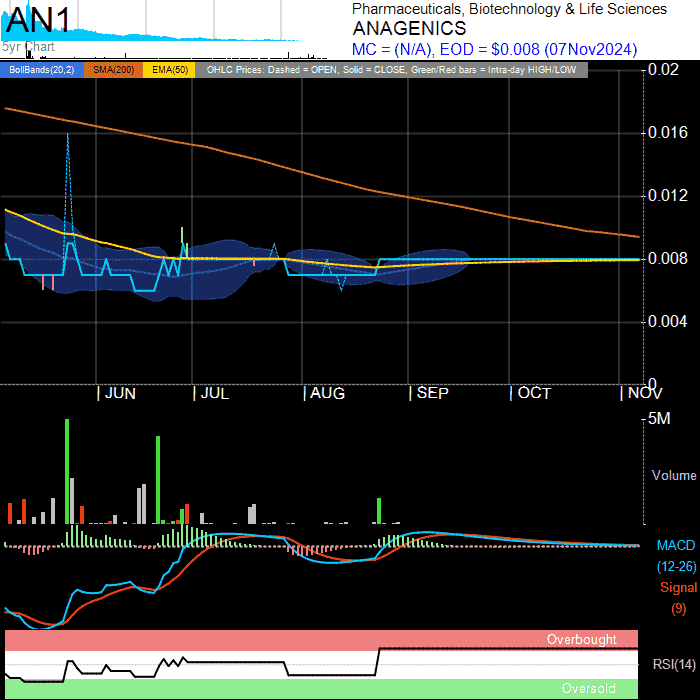 AN1
Pharmaceuticals, Biotechnology & Life Sciences
ANAGENICS
5yr Chart
MC = (N/A), EOD = $0.008 (07Nov2024)
BollBands(20,2) SMA(200) EMA(50) OHLC Prices: Dashed = OPEN, Solid = CLOSE, Green/Red bars = Intra-day HIGH/LOW
0.02
0.016
0.012
0.008
0.004
0
JUN JUL AUG SEP OCT NOV
5M
Volume
MACD
(12-26)
Signal
(9)
Overbought
RSI(14)
Oversold